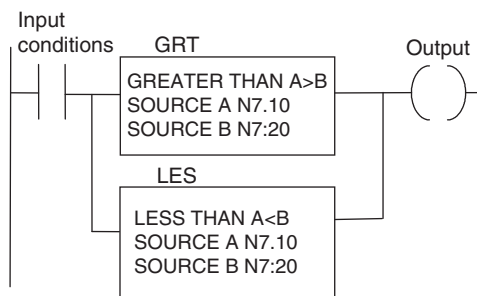 Input
conditions
GRT
Output
GREATER THAN A>B
SOURCE A N7.10
SOURCE B N7:20
LES
LESS THAN A<B
SOURCE A N7.10
SOURCE B N7:20